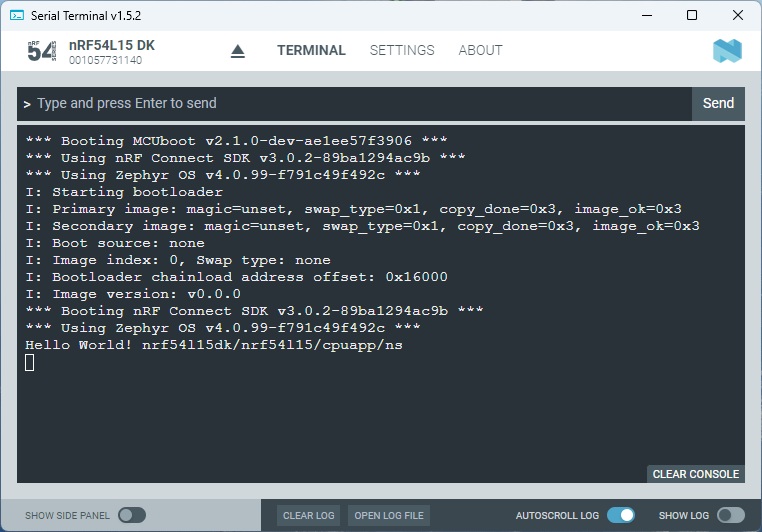 Serial Terminal v1.5.2
nRF
54
SERIES
nRF54L15 DK
001057731140
TERMINAL
SETTINGS
ABOUT
> Type and press Enter to send
Send
*** Booting MCUboot v2.1.0-dev-ae1ee57f3906 ***
*** Using nRF Connect SDK v3.0.2-89ba1294ac9b ***
*** Using Zephyr OS v4.0.99-f791c49f492c ***
I: Starting bootloader
I: Primary image: magic=unset, swap_type=0x1, copy_done=0x3, image_ok=0x3
I: Secondary image: magic=unset, swap_type=0x1, copy_done=0x3, image_ok=0x3
I: Boot source: none
I: Image index: 0, Swap type: none
I: Bootloader chainload address offset: 0x16000
I: Image version: v0.0.0
*** Booting nRF Connect SDK v3.0.2-89ba1294ac9b ***
*** Using Zephyr OS v4.0.99-f791c49f492c ***
Hello World! nrf54l15dk/nrf54l15/cpuapp/ns
CLEAR CONSOLE
SHOW SIDE PANEL
CLEAR LOG
OPEN LOG FILE
AUTOSCROLL LOG
SHOW LOG